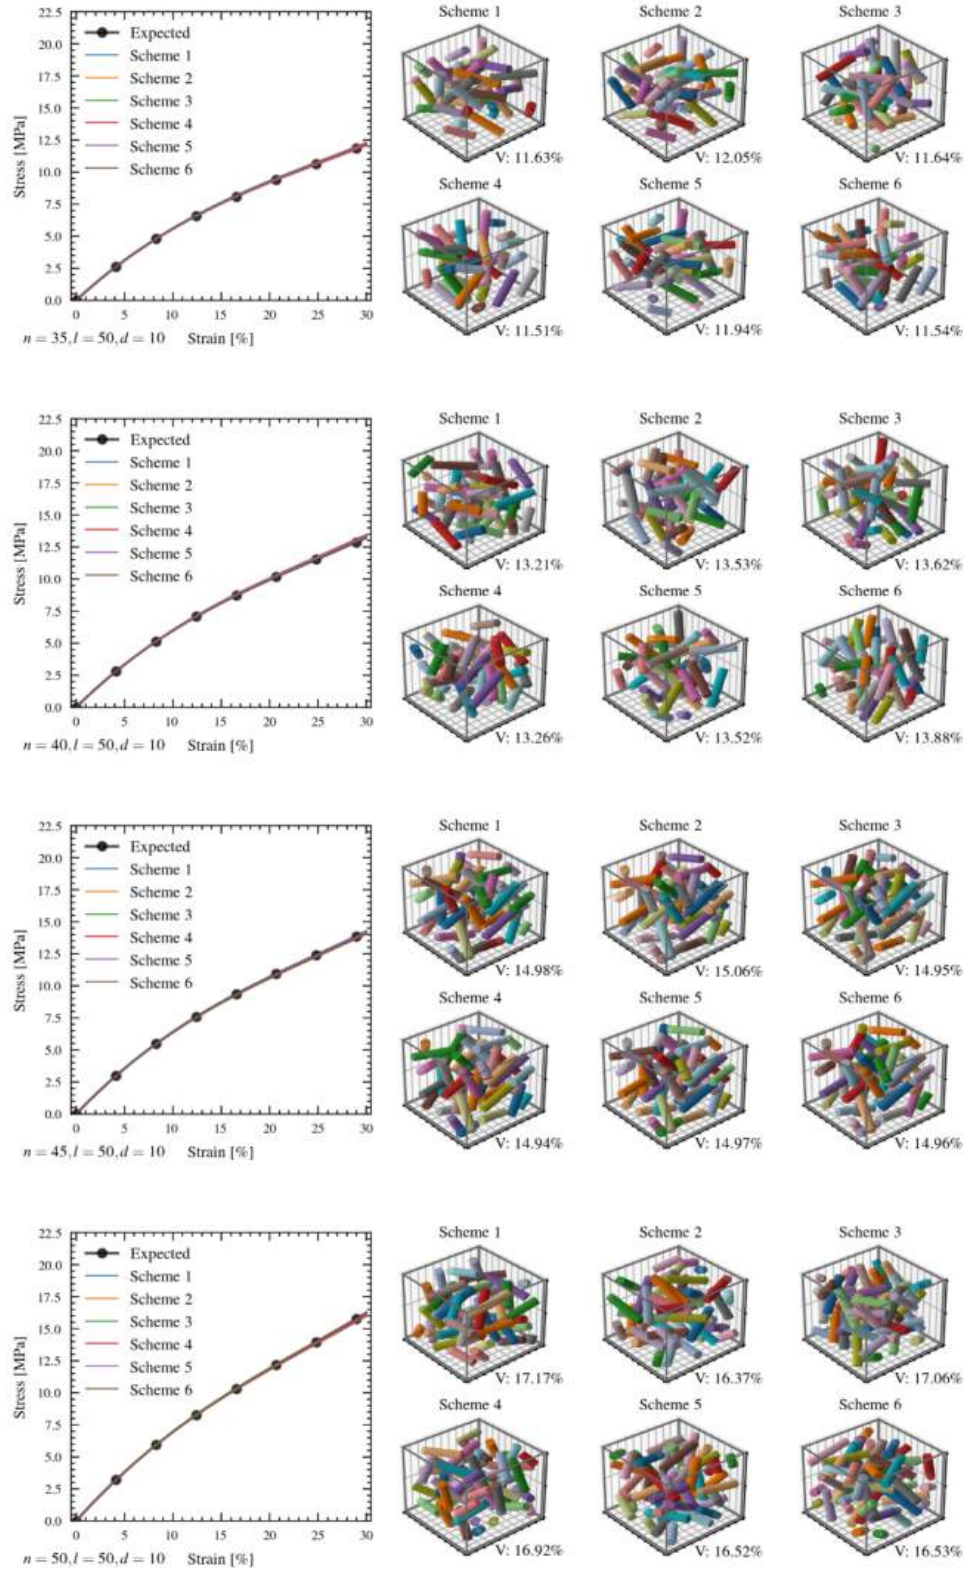 22.5
20.0
17.5
15.0
12.5
10.0
7.5
5.0
2.5
0.0
Stress [MPa]
Expected
Scheme 1
Scheme 2
Scheme 3
Scheme 4
Scheme 5
Scheme 6
0 5 10 15 20 25 30
n = 35, l = 50, d = 10 Strain [%]
Scheme 1 Scheme 2 Scheme 3
V: 11.63% V: 12.05% V: 11.64%
Scheme 4 Scheme 5 Scheme 6
V: 11.51% V: 11.94% V: 11.54%
22.5
20.0
17.5
15.0
12.5
10.0
7.5
5.0
2.5
0.0
Stress [MPa]
Expected
Scheme 1
Scheme 2
Scheme 3
Scheme 4
Scheme 5
Scheme 6
0 5 10 15 20 25 30
n = 40, l = 50, d = 10 Strain [%]
Scheme 1 Scheme 2 Scheme 3
V: 13.21% V: 13.53% V: 13.62%
Scheme 4 Scheme 5 Scheme 6
V: 13.26% V: 13.52% V: 13.88%
22.5
20.0
17.5
15.0
12.5
10.0
7.5
5.0
2.5
0.0
Stress [MPa]
Expected
Scheme 1
Scheme 2
Scheme 3
Scheme 4
Scheme 5
Scheme 6
0 5 10 15 20 25 30
n = 45, l = 50, d = 10 Strain [%]
Scheme 1 Scheme 2 Scheme 3
V: 14.98% V: 15.06% V: 14.95%
Scheme 4 Scheme 5 Scheme 6
V: 14.94% V: 14.97% V: 14.96%
22.5
20.0
17.5
15.0
12.5
10.0
7.5
5.0
2.5
0.0
Stress [MPa]
Expected
Scheme 1
Scheme 2
Scheme 3
Scheme 4
Scheme 5
Scheme 6
0 5 10 15 20 25 30
n = 50, l = 50, d = 10 Strain [%]
Scheme 1 Scheme 2 Scheme 3
V: 17.17% V: 16.37% V: 17.06%
Scheme 4 Scheme 5 Scheme 6
V: 16.92% V: 16.52% V: 16.53%